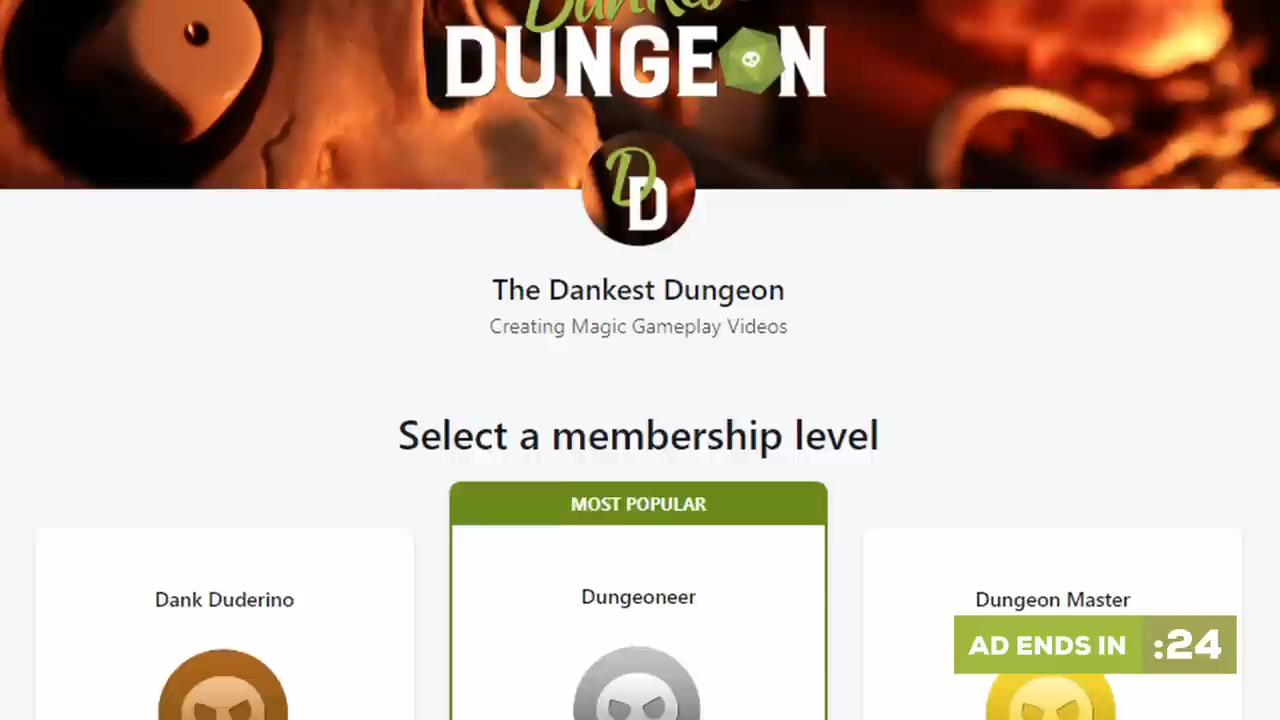 DUNGEON
D
D
The Dankest Dungeon
Creating Magic Gameplay Videos
Select a membership level
MOST POPULAR
Dank Duderino
Dungeoneer
Dungeon Master
AD ENDS IN :24